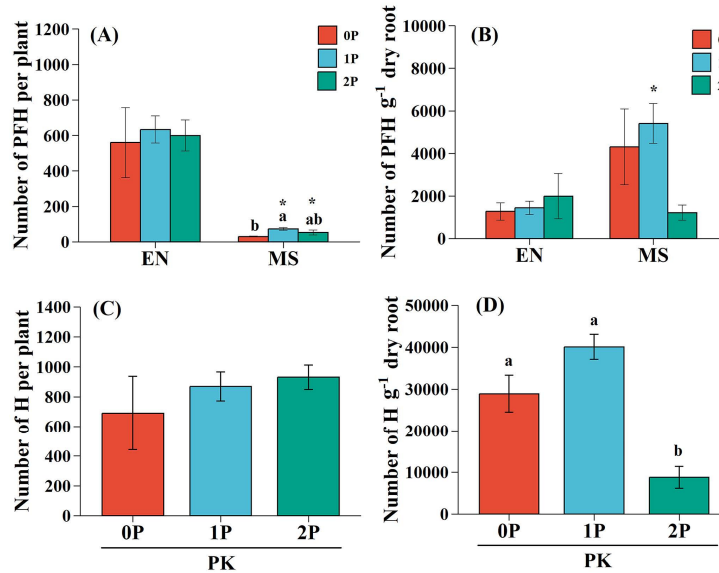 (A)
Number of PFH per plant
1200
1000
800
600
400
200
0
0P
1P
2P
b
*
a
*
ab
EN
MS
(B)
Number of PFH g⁻¹ dry root
10000
8000
6000
4000
2000
0
*
EN
MS
(C)
Number of H per plant
1400
1200
1000
800
600
400
200
0
0P
1P
2P
PK
(D)
Number of H g⁻¹ dry root
50000
40000
30000
20000
10000
0
a
a
b
0P
1P
2P
PK